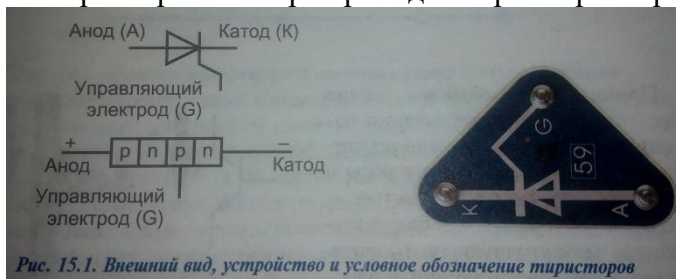 Анод (А)
Катод (К)
Управляющий
электрод (G)
+
–
p n p n
Анод
Катод
Управляющий
электрод (G)
G
59
K
A
Рис. 15.1. Внешний вид, устройство и условное обозначение тиристоров